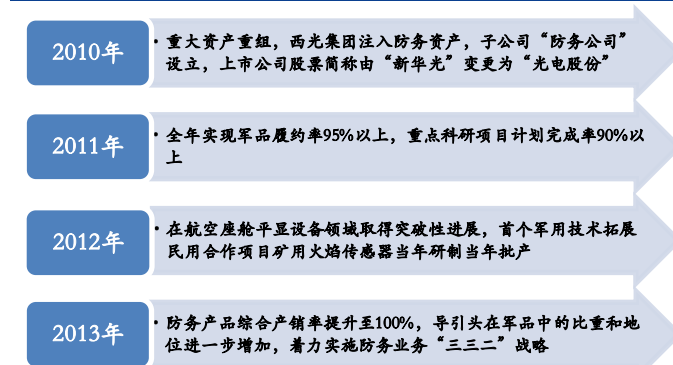 2010年
• 重大资产重组，西光集团注入防务资产，子公司“防务公司”
设立，上市公司股票简称由“新华光”变更为“光电股份”
2011年
• 全年实现军品履约率95%以上，重点科研项目计划完成率90%以
上
2012年
• 在航空座舱平显设备领域取得突破性进展，首个军用技术拓展
民用合作项目矿用火焰传感器当年研制当年批产
2013年
• 防务产品综合产销率提升至100%，导引头在军品中的比重和地
位进一步增加，着力实施防务业务“三三二”战略